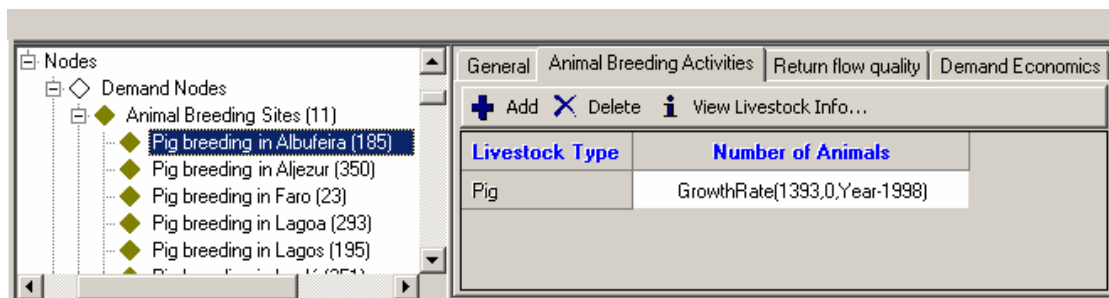 Nodes
Demand Nodes
Animal Breeding Sites (11)
Pig breeding in Albufeira (185)
Pig breeding in Aljezur (350)
Pig breeding in Faro (23)
Pig breeding in Lagoa (293)
Pig breeding in Lagos (195)
General Animal Breeding Activities Return flow quality Demand Economics
Add Delete View Livestock Info...
Livestock Type Number of Animals
Pig GrowthRate(1393,0,Year-1998)